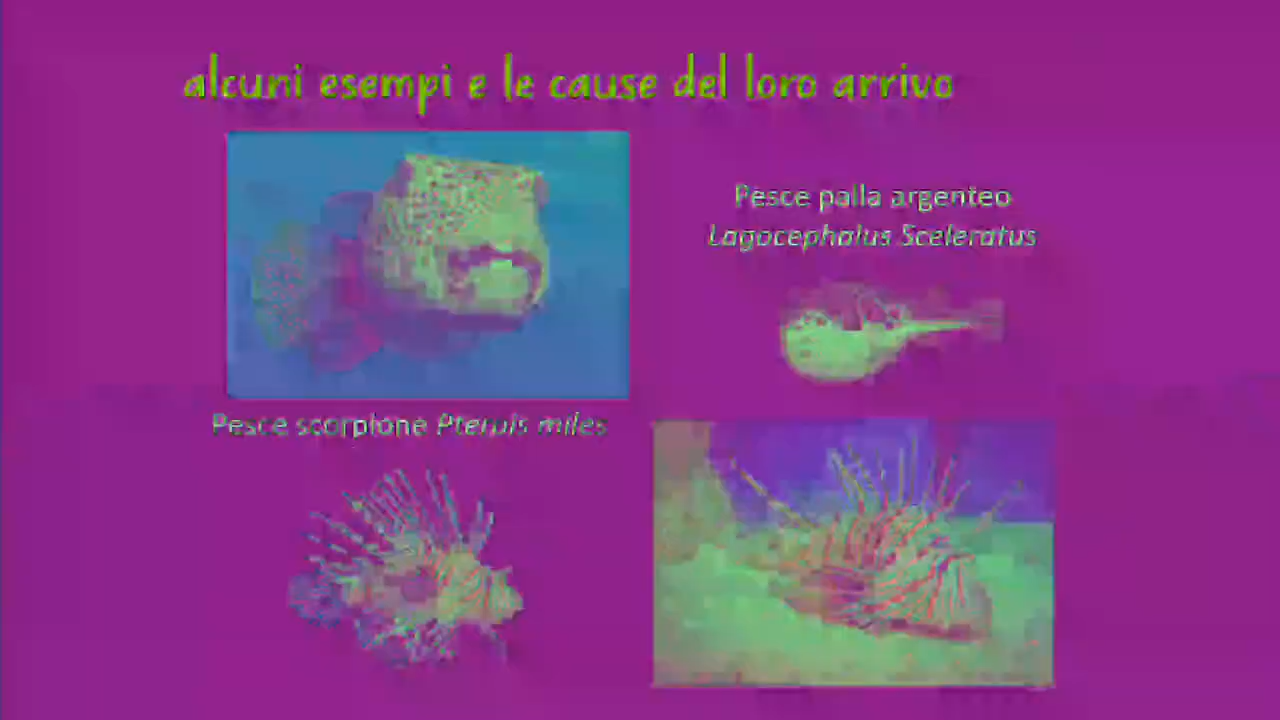 alcuni esempi e le cause del loro arrivo
Pesce palla argenteo
Lagocephalus Sceleratus
Pesce scorpione Pterois miles